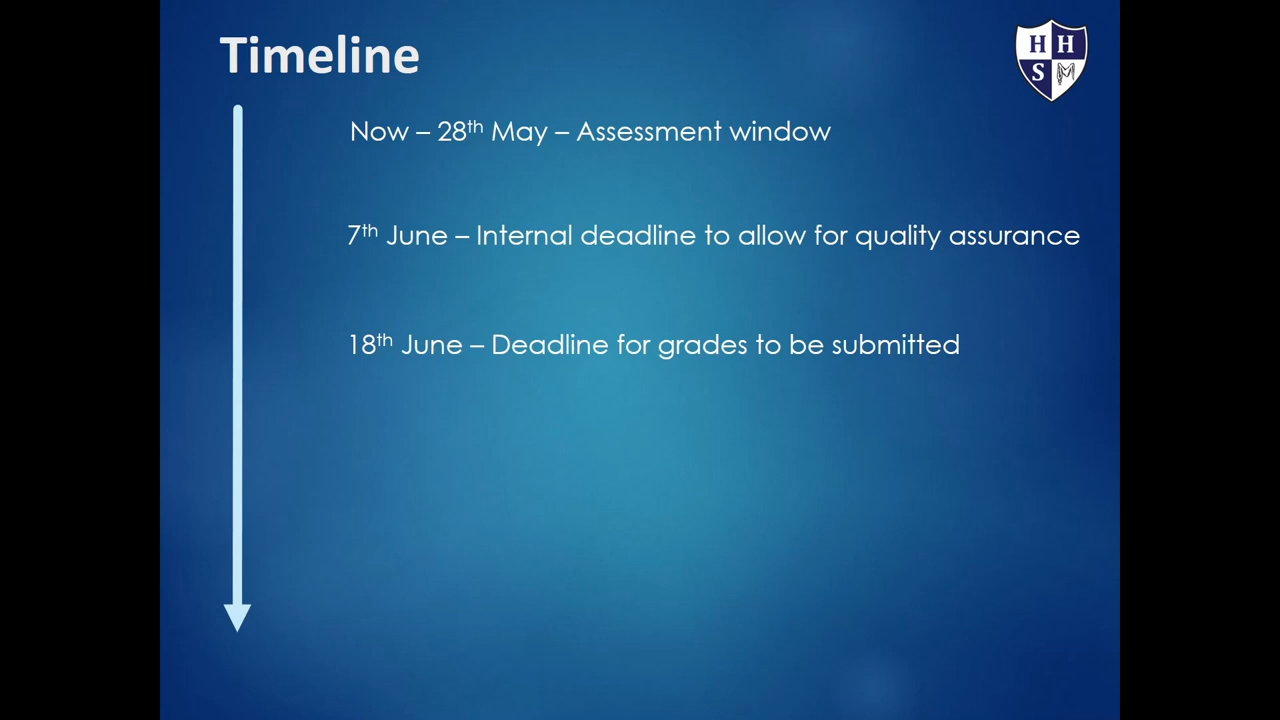 Timeline
H H
S M
Now – 28th May – Assessment window
7th June – Internal deadline to allow for quality assurance
18th June – Deadline for grades to be submitted